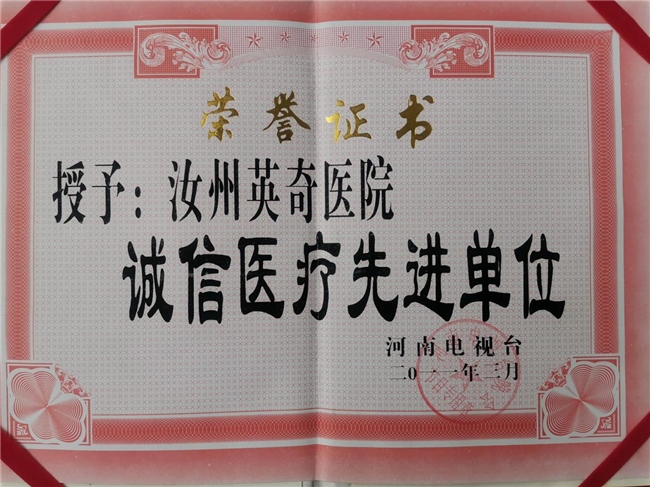 荣誉证书
授予：汝州英奇医院
诚信医疗先进单位
河南电视台
二〇一一年三月